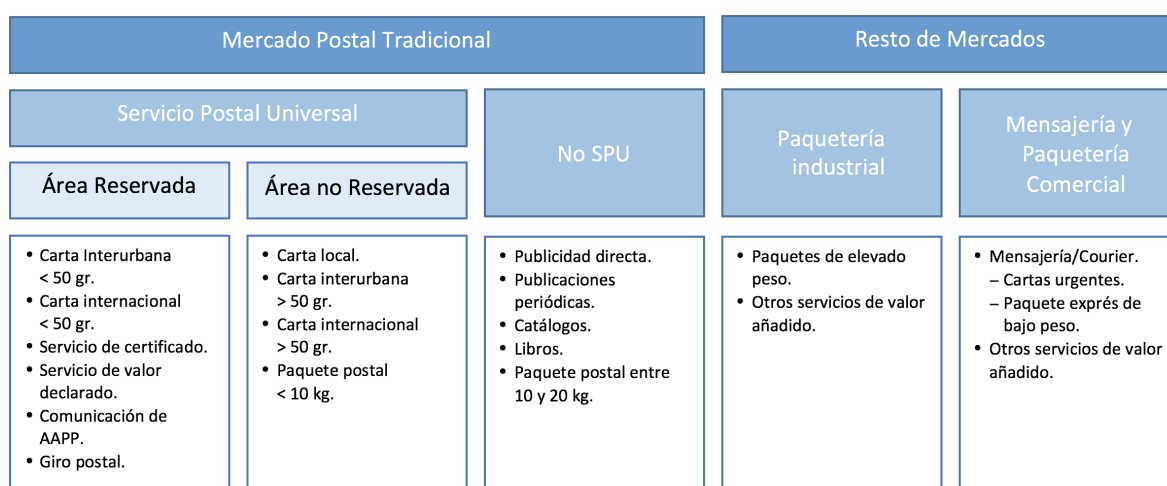 Mercado Postal Tradicional
Resto de Mercados
Servicio Postal Universal
No SPU
Paquetería
industrial
Mensajería y
Paquetería
Comercial
Área Reservada
Área no Reservada
• Carta Interurbana
< 50 gr.
• Carta internacional
< 50 gr.
• Servicio de certificado.
• Servicio de valor
declarado.
• Comunicación de
AAPP.
• Giro postal.
• Carta local.
• Carta interurbana
> 50 gr.
• Carta internacional
> 50 gr.
• Paquete postal
< 10 kg.
• Publicidad directa.
• Publicaciones
periódicas.
• Catálogos.
• Libros.
• Paquete postal entre
10 y 20 kg.
• Paquetes de elevado
peso.
• Otros servicios de valor
añadido.
• Mensajería/Courier.
– Cartas urgentes.
– Paquete exprés de
bajo peso.
• Otros servicios de valor
añadido.